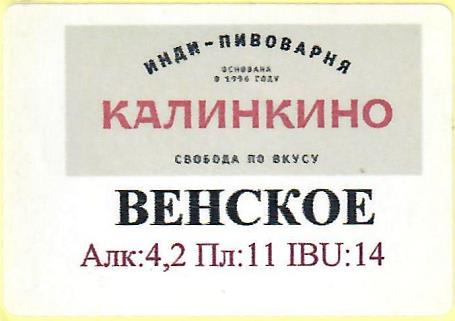 ИНДИ-ПИВОВАРНЯ
ОСНОВАНА
В 1996 ГОДУ
КАЛИНКИНО
СВОБОДА ПО ВКУСУ
ВЕНСКОЕ
Алк:4,2 Пл:11 IBU:14